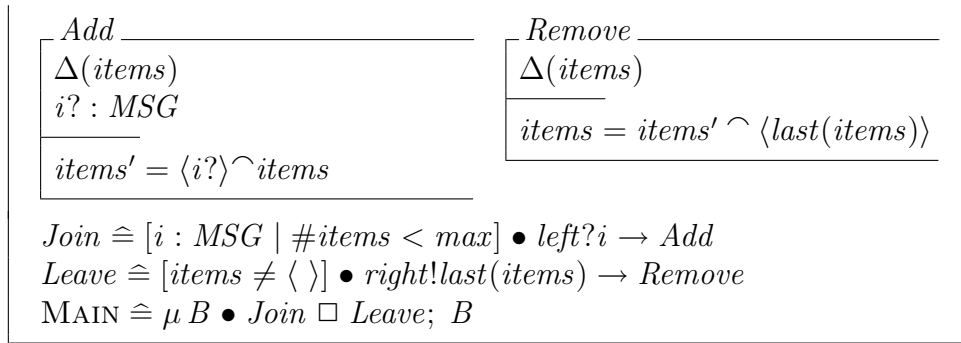 Add
Δ(items)
i? : MSG
items′ = ⟨i?⟩⌢items
Remove
Δ(items)
items = items′ ⌢ ⟨last(items)⟩
Join ≙ [i : MSG | #items < max] • left?i → Add
Leave ≙ [items ≠ ⟨ ⟩] • right!last(items) → Remove
MAIN ≙ μ B • Join □ Leave; B